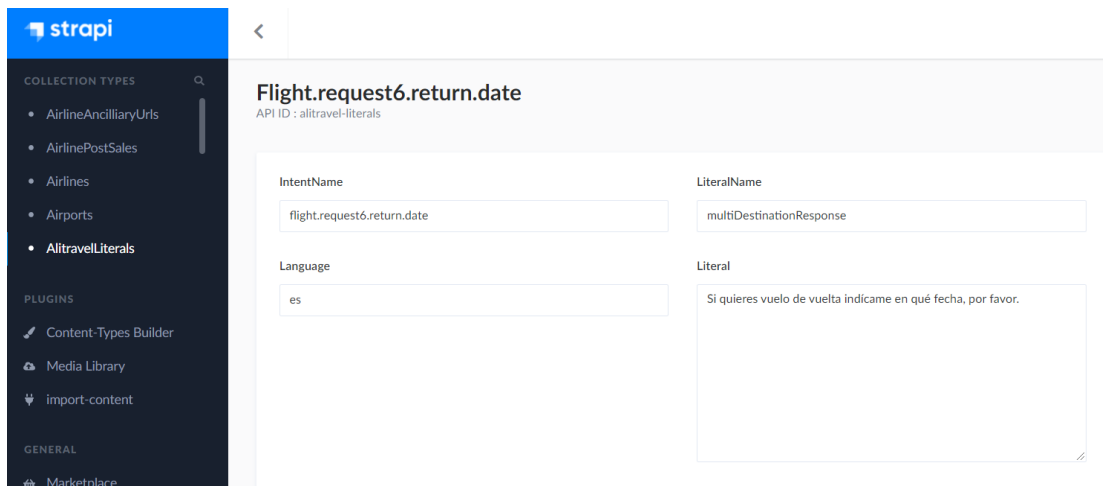 strapi
COLLECTION TYPES
AirlineAncilliaryUrls
AirlinePostSales
Airlines
Airports
AlitravelLiterals
PLUGINS
Content-Types Builder
Media Library
import-content
GENERAL
Marketplace
Flight.request6.return.date
API ID : alitravel-literals
IntentName
flight.request6.return.date
LiteralName
multiDestinationResponse
Language
es
Literal
Si quieres vuelo de vuelta indícame en qué fecha, por favor.